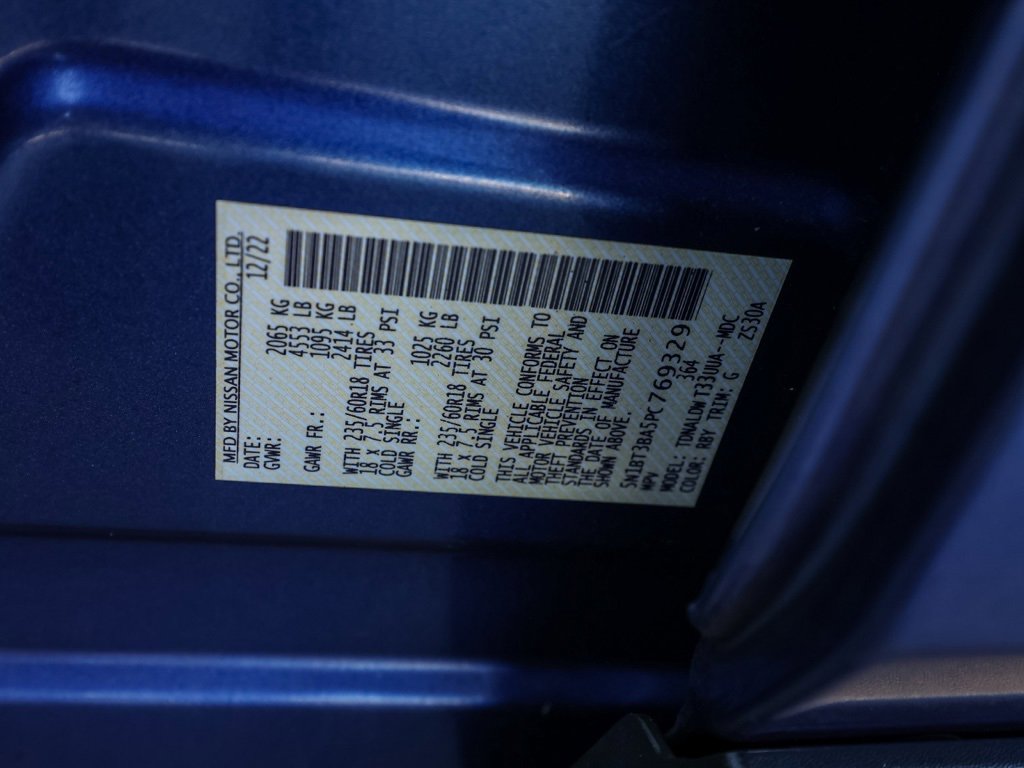 MFD BY NISSAN MOTOR CO., LTD.
DATE: 12/22
GVWR: 2065 KG
4553 LB
GAWR FR.: 1095 KG
2414 LB
WITH 235/60R18 TIRES
18 X 7.5 RIMS AT 33 PSI
COLD SINGLE
GAWR RR.: 1025 KG
2260 LB
WITH 235/60R18 TIRES
18 X 7.5 RIMS AT 30 PSI
COLD SINGLE
THIS VEHICLE CONFORMS TO
ALL APPLICABLE FEDERAL
MOTOR VEHICLE SAFETY AND
THEFT PREVENTION
STANDARDS IN EFFECT ON
THE DATE OF MANUFACTURE
SHOWN ABOVE.
5N1BT3BA5PC769329
MPV 364
MODEL: TDNALDW T33UUA--NDC
COLOR: RBY TRIM: G ZS30A